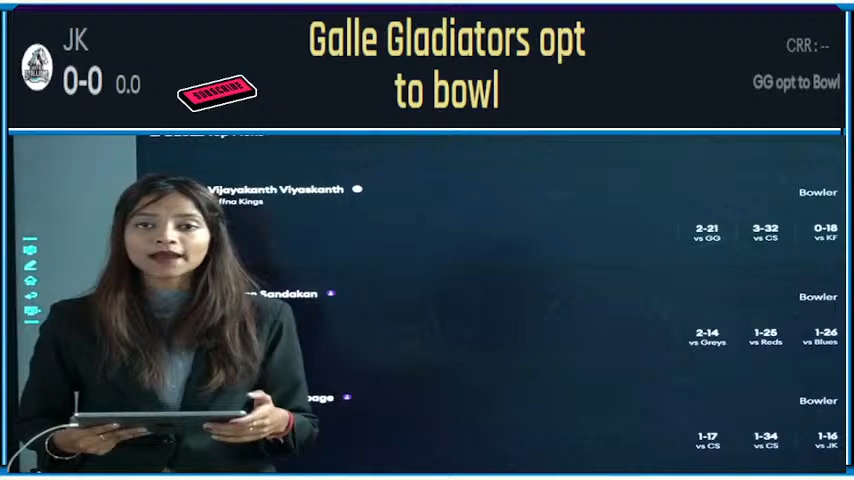 JK
0-0 0.0
SUBSCRIBE
Galle Gladiators opt
to bowl
CRR : --
GG opt to Bowl
Vijayakanth Viyaskanth
ffna Kings
Bowler
2-21 3-32 0-18
vs GG vs CS vs KF
Sandakan
Bowler
2-14 1-25 1-26
vs Greys vs Reds vs Blues
Bowler
1-17 1-34 1-16
vs CS vs CS vs JK